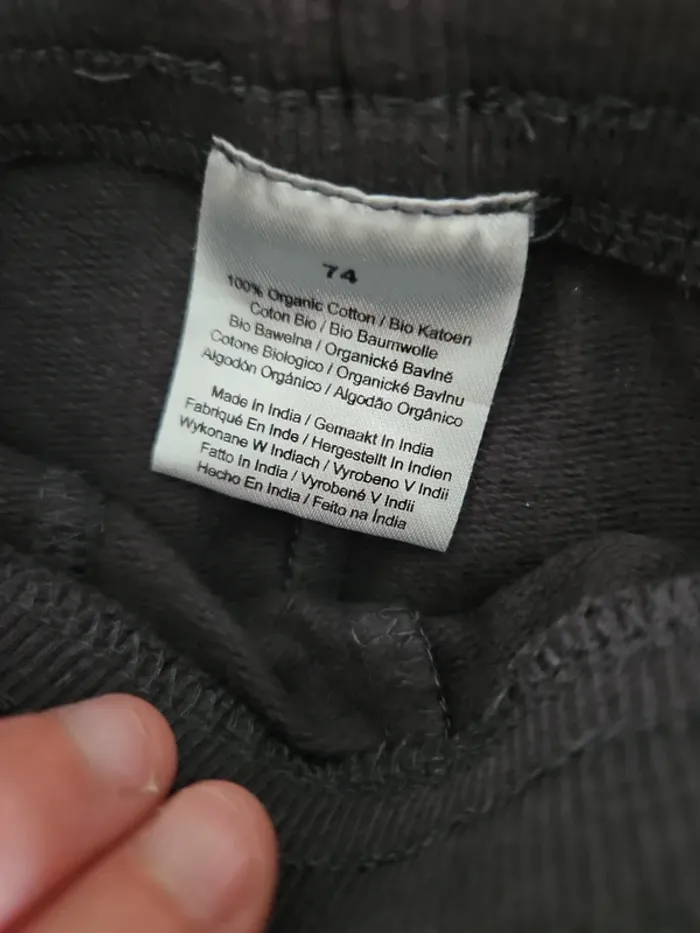 74
100% Organic Cotton / Bio Katoen
Coton Bio / Bio Baumwolle
Bio Bawełna / Organické Bavlně
Cotone Biologico / Organické Bavlnu
Algodón Orgánico / Algodão Orgânico
Made In India / Gemaakt In India
Fabriqué En Inde / Hergestellt In Indien
Wykonane W Indiach / Vyrobeno V Indii
Fatto In India / Vyrobené V Indii
Hecho En India / Feito na Índia